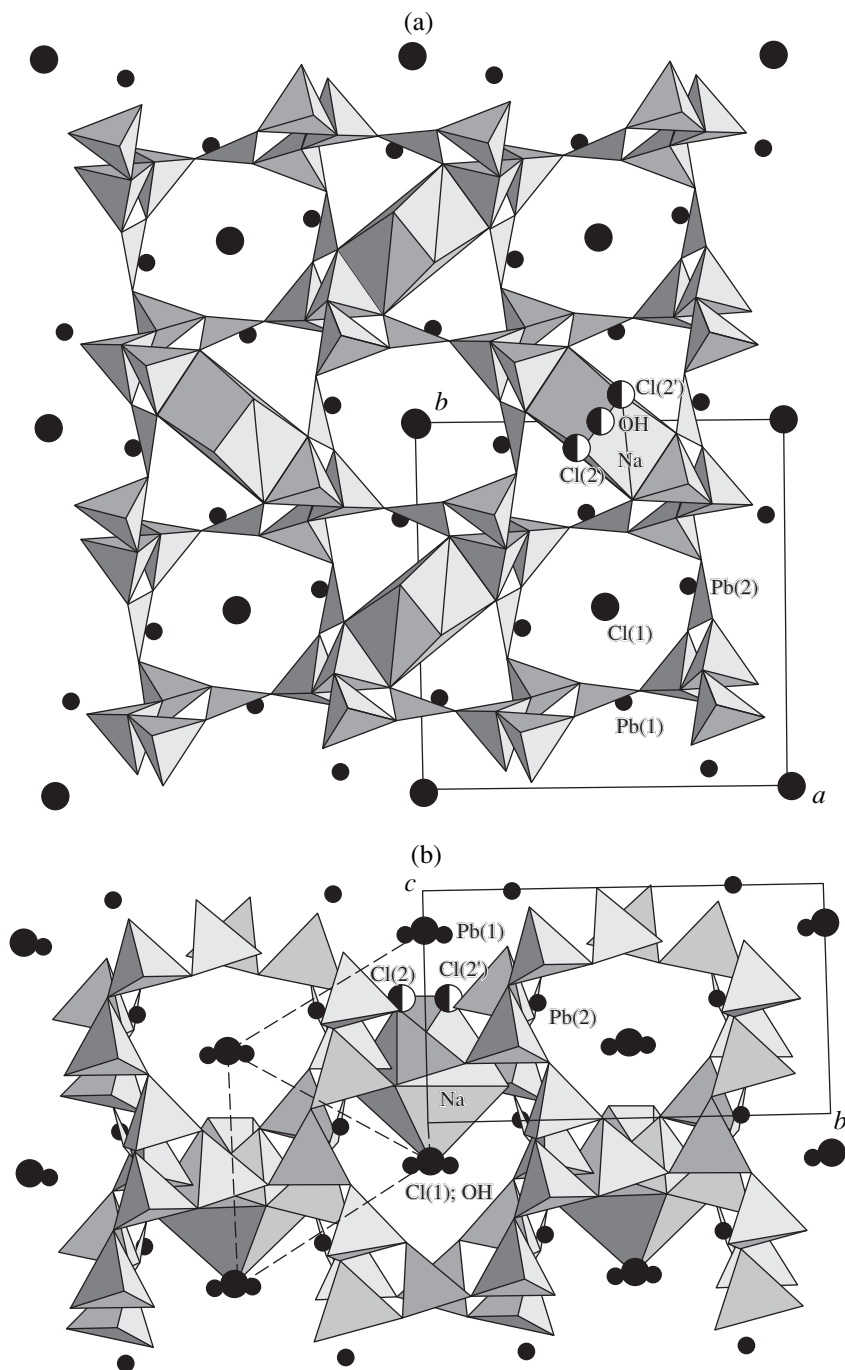 (a)
b
Cl(2')
OH
Cl(2)
Na
Pb(2)
Cl(1)
Pb(1)
a
(b)
c
Pb(1)
Cl(2)
Cl(2')
Pb(2)
Na
b
Cl(1); OH